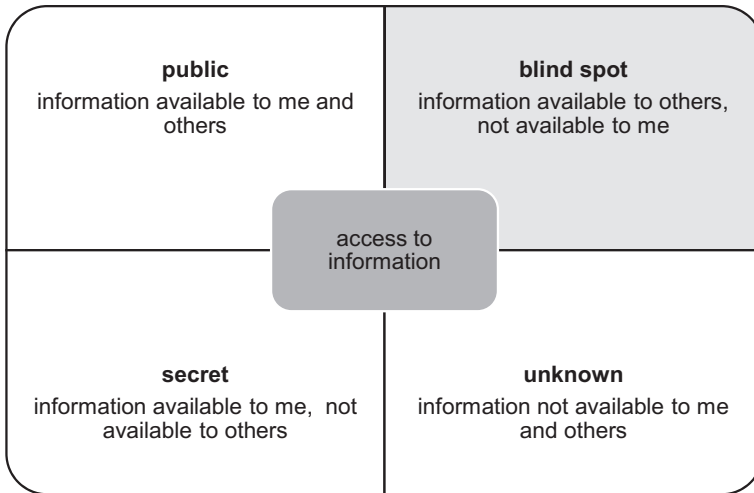 public
information available to me and
others
blind spot
information available to others,
not available to me
access to
information
secret
information available to me,  not
available to others
unknown
information not available to me
and others